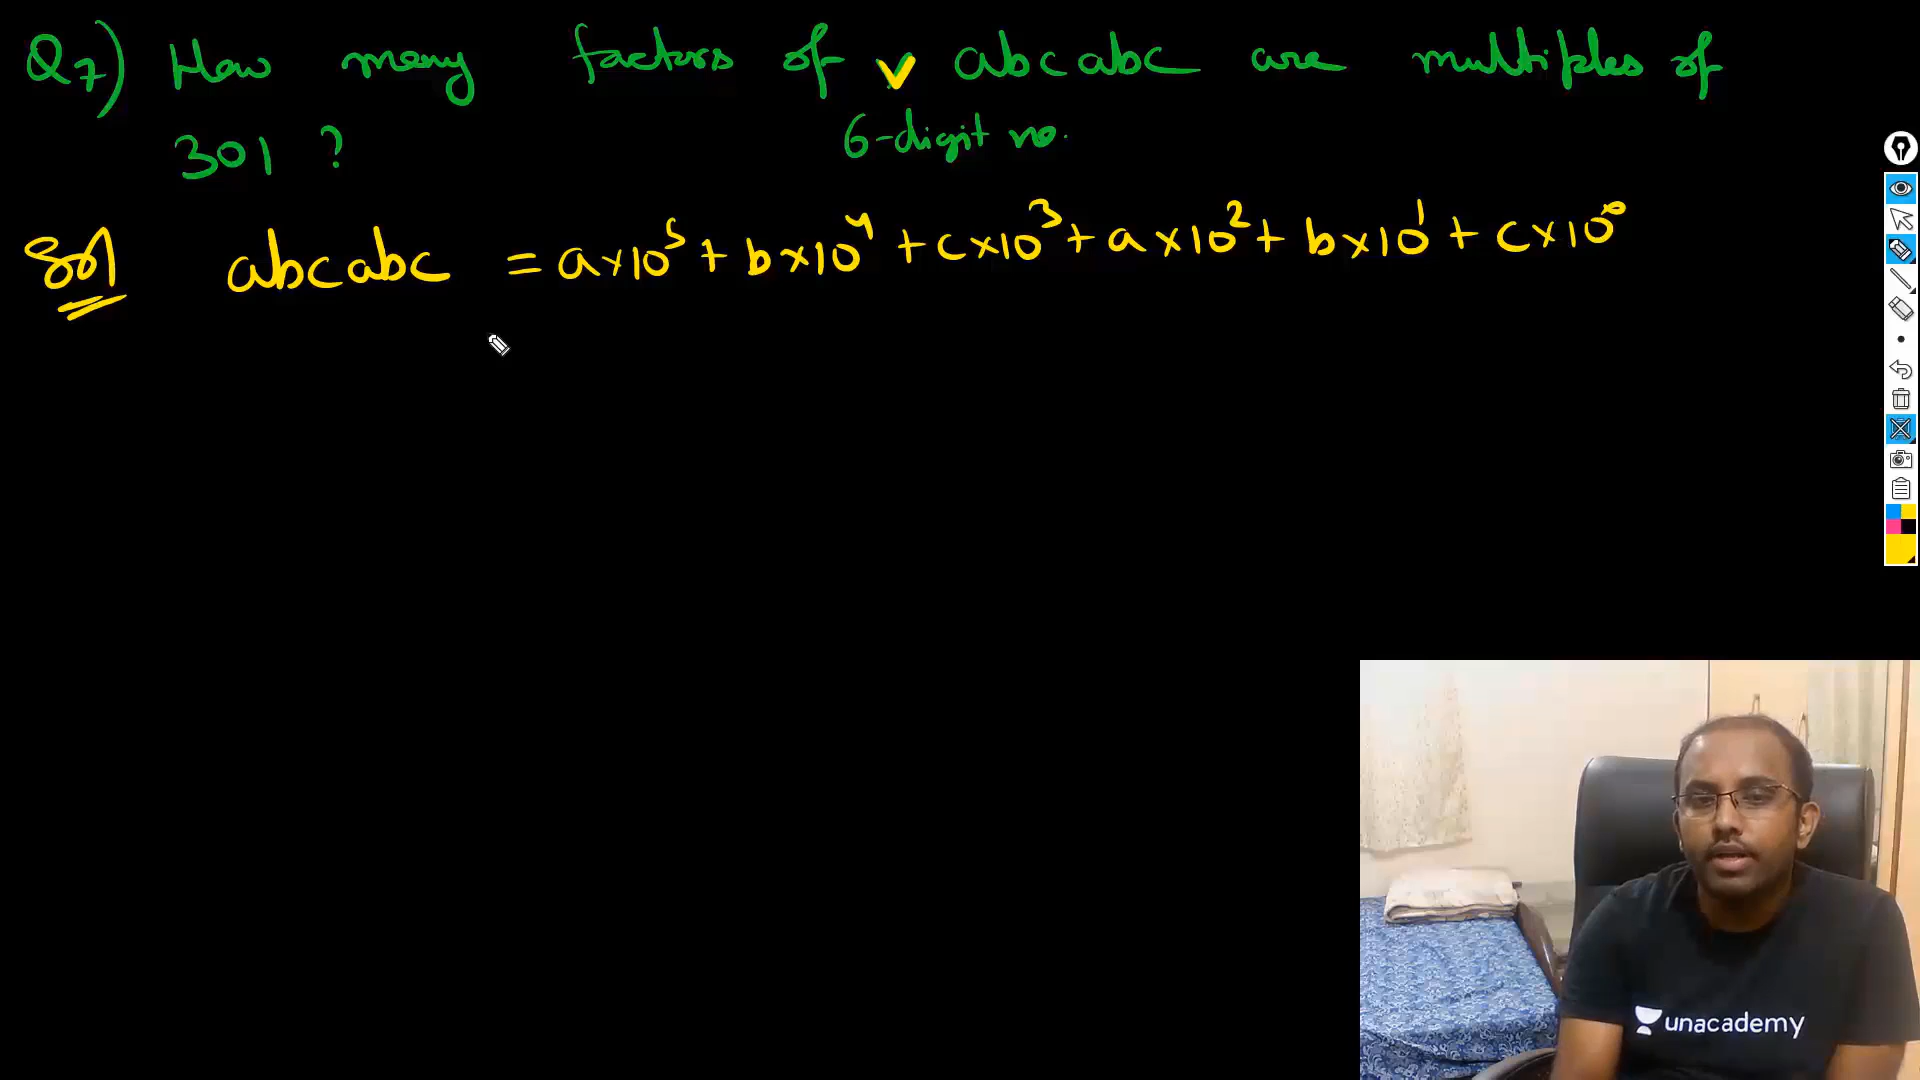 Q7) How many factors of abcabc are multiples of
6-digit no.
301 ?
Sol abcabc = a×10⁵ + b×10⁴ + c×10³ + a×10² + b×10¹ + c×10⁰
unacademy